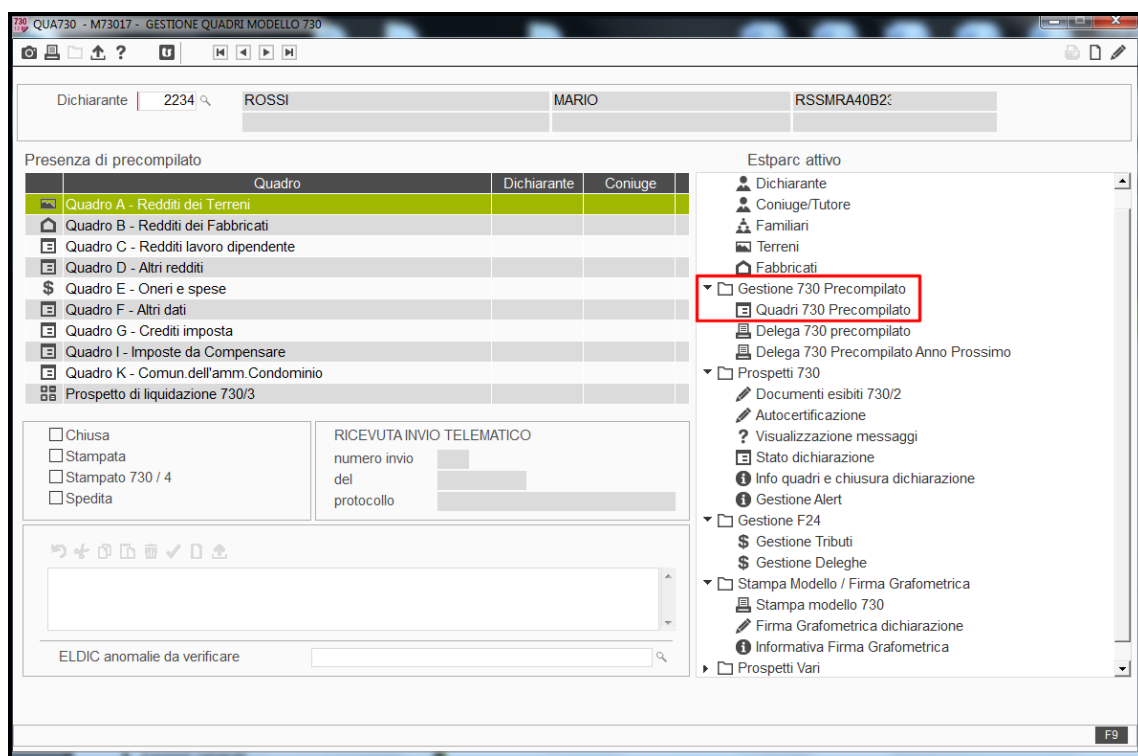 QUA730 - M73017 - GESTIONE QUADRI MODELLO 730
Dichiarante 2234 ROSSI MARIO RSSMRA40B23
Presenza di precompilato
Quadro Dichiarante Coniuge
Quadro A - Redditi dei Terreni
Quadro B - Redditi dei Fabbricati
Quadro C - Redditi lavoro dipendente
Quadro D - Altri redditi
$ Quadro E - Oneri e spese
Quadro F - Altri dati
Quadro G - Crediti imposta
Quadro I - Imposte da Compensare
Quadro K - Comun.dell'amm.Condominio
Prospetto di liquidazione 730/3
Chiusa
Stampata
Stampato 730 / 4
Spedita
RICEVUTA INVIO TELEMATICO
numero invio
del
protocollo
ELDIC anomalie da verificare
Estparc attivo
Dichiarante
Coniuge/Tutore
Familiari
Terreni
Fabbricati
Gestione 730 Precompilato
Quadri 730 Precompilato
Delega 730 precompilato
Delega 730 Precompilato Anno Prossimo
Prospetti 730
Documenti esibiti 730/2
Autocertificazione
? Visualizzazione messaggi
Stato dichiarazione
Info quadri e chiusura dichiarazione
Gestione Alert
Gestione F24
$ Gestione Tributi
$ Gestione Deleghe
Stampa Modello / Firma Grafometrica
Stampa modello 730
Firma Grafometrica dichiarazione
Informativa Firma Grafometrica
Prospetti Vari
F9